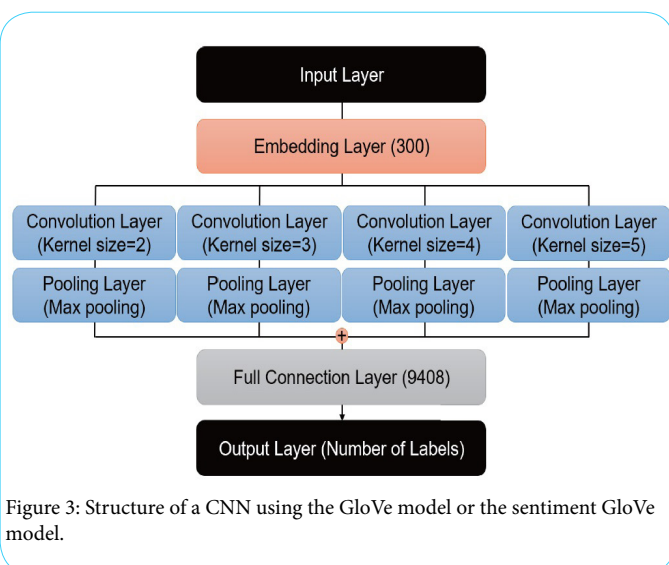 Input Layer
Embedding Layer (300)
Convolution Layer
(Kernel size=2)
Convolution Layer
(Kernel size=3)
Convolution Layer
(Kernel size=4)
Convolution Layer
(Kernel size=5)
Pooling Layer
(Max pooling)
Pooling Layer
(Max pooling)
Pooling Layer
(Max pooling)
Pooling Layer
(Max pooling)
+
Full Connection Layer (9408)
Output Layer (Number of Labels)
Figure 3: Structure of a CNN using the GloVe model or the sentiment GloVe
model.